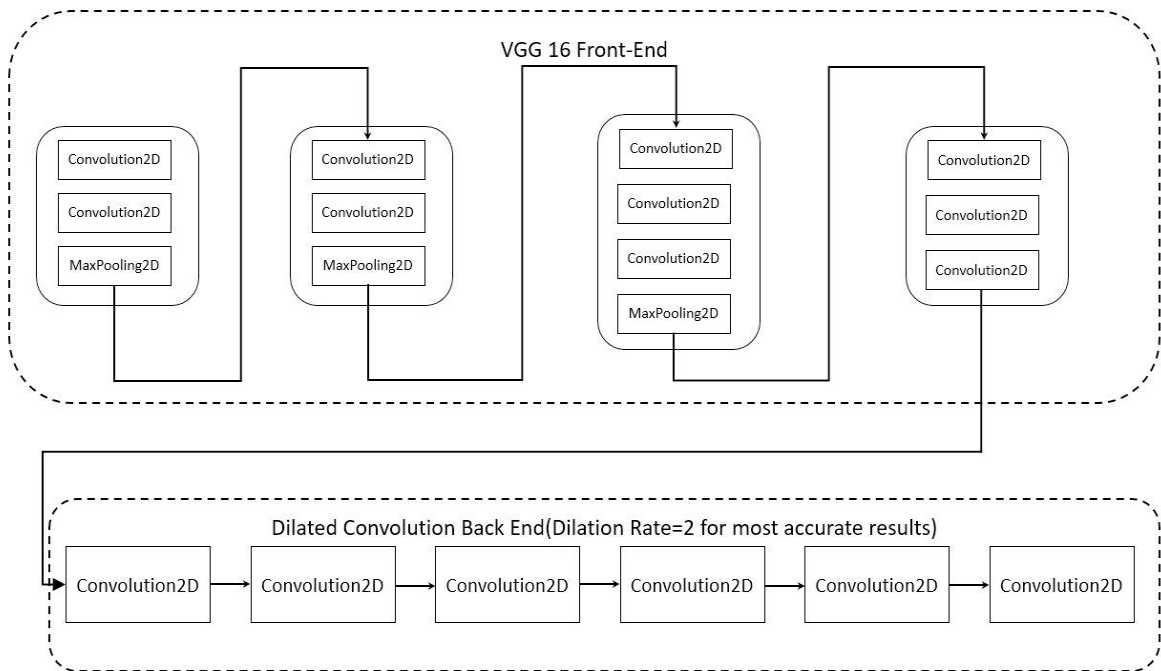 VGG 16 Front-End
Convolution2D
Convolution2D
MaxPooling2D
Convolution2D
Convolution2D
MaxPooling2D
Convolution2D
Convolution2D
Convolution2D
MaxPooling2D
Convolution2D
Convolution2D
Convolution2D
Dilated Convolution Back End(Dilation Rate=2 for most accurate results)
Convolution2D
Convolution2D
Convolution2D
Convolution2D
Convolution2D
Convolution2D